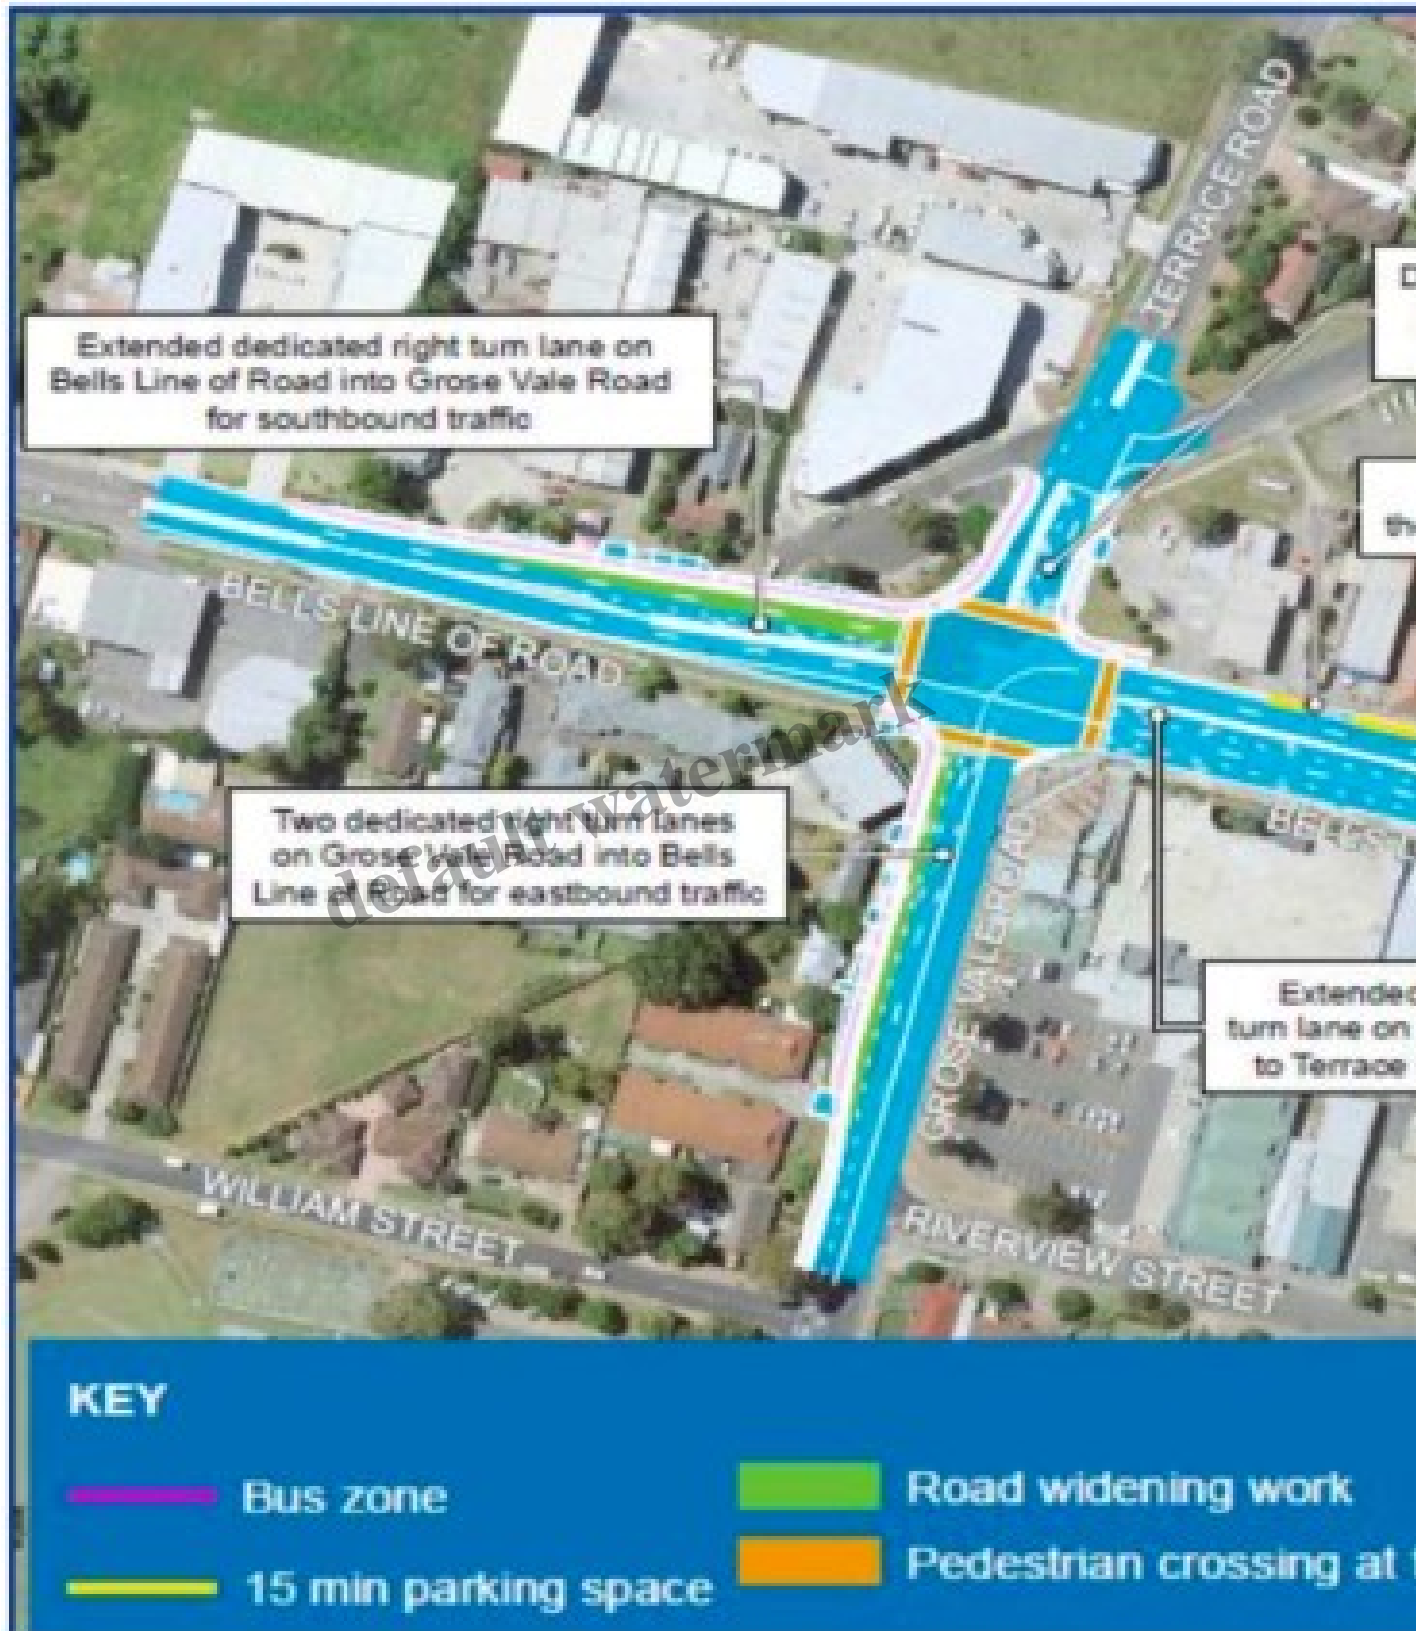 TERRACE ROAD
D
Extended dedicated right turn lane on
Bells Line of Road into Grose Vale Road
for southbound traffic
BELLS LINE OF ROAD
Two dedicated right turn lanes
on Grose Vale Road into Bells
Line of Road for eastbound traffic
default watermark
GROSE VALE ROAD
Extended
turn lane on
to Terrace
WILLIAM STREET
RIVERVIEW STREET
KEY
Bus zone
15 min parking space
Road widening work
Pedestrian crossing at